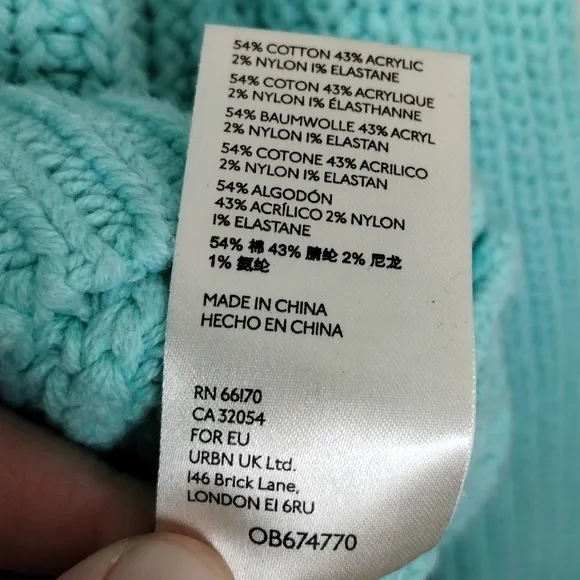 54% COTTON 43% ACRYLIC
2% NYLON 1% ELASTANE
54% COTON 43% ACRYLIQUE
2% NYLON 1% ÉLASTHANNE
54% BAUMWOLLE 43% ACRYL
2% NYLON 1% ELASTAN
54% COTONE 43% ACRILICO
2% NYLON 1% ELASTAN
54% ALGODÓN
43% ACRÍLICO 2% NYLON
1% ELASTANE
54% 棉 43% 腈纶 2% 尼龙
1% 氨纶
MADE IN CHINA
HECHO EN CHINA
RN 66170
CA 32054
FOR EU
URBN UK Ltd.
146 Brick Lane,
LONDON E1 6RU
OB674770